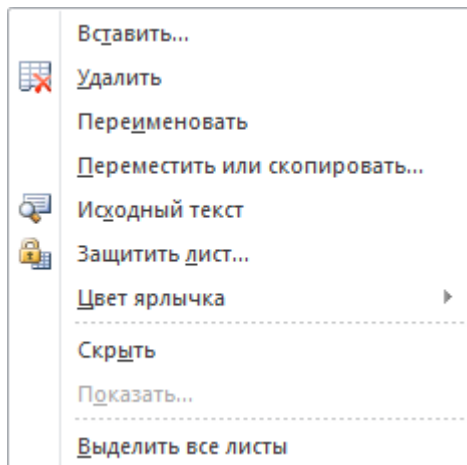 Вставить...
Удалить
Переименовать
Переместить или скопировать...
Исходный текст
Защитить лист...
Цвет ярлычка
Скрыть
Показать...
Выделить все листы